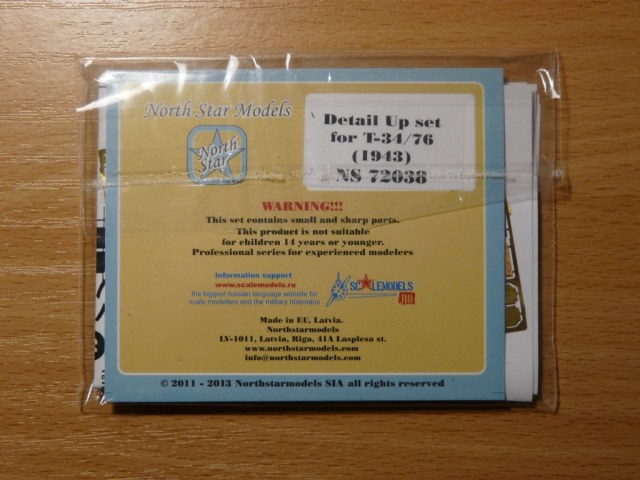 North Star Models
North
Star
Detail Up set
for T-34/76
(1943)
NS 72038
WARNING!!!
This set contains small and sharp parts.
This product is not suitable
for children 14 years or younger.
Professional series for experienced modelers
Information support
www.scalemodels.ru
the biggest russian language website for
scale modellers and the military historians
SCALEMODELS
RU
Made in EU, Latvia.
Northstarmodels
LV-1011, Latvia, Riga, 41A Lasplesa st.
www.northstarmodels.com
info@northstarmodels.com
© 2011 - 2013 Northstarmodels SIA all rights reserved